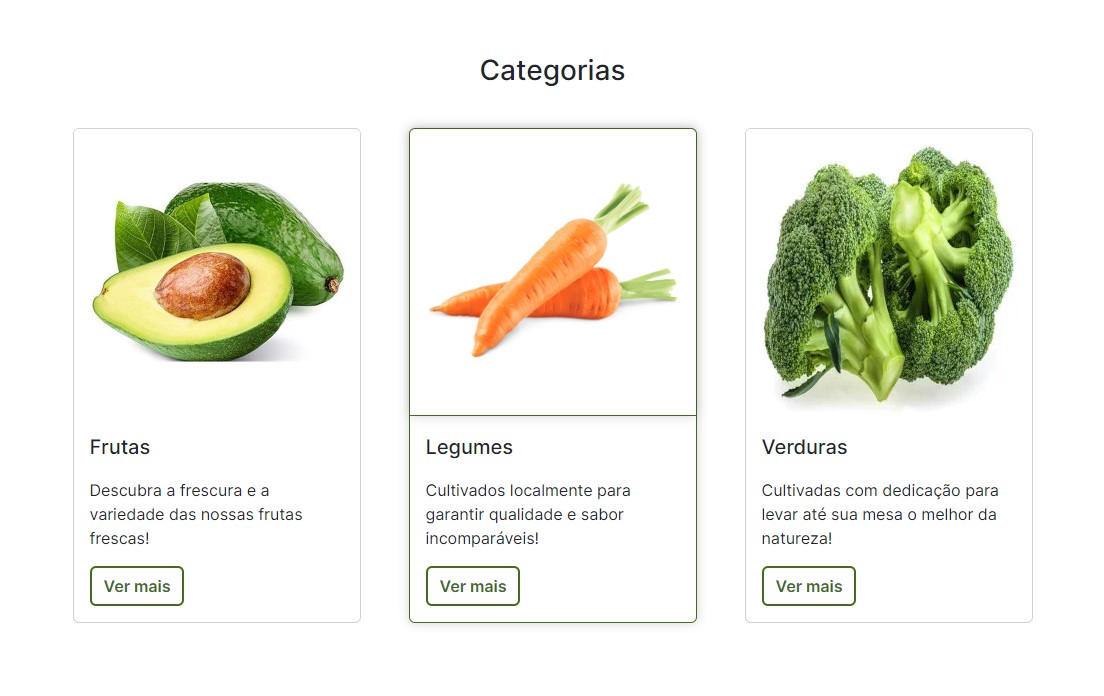 Categorias
Frutas
Descubra a frescura e a
variedade das nossas frutas
frescas!
Ver mais
Legumes
Cultivados localmente para
garantir qualidade e sabor
incomparáveis!
Ver mais
Verduras
Cultivadas com dedicação para
levar até sua mesa o melhor da
natureza!
Ver mais